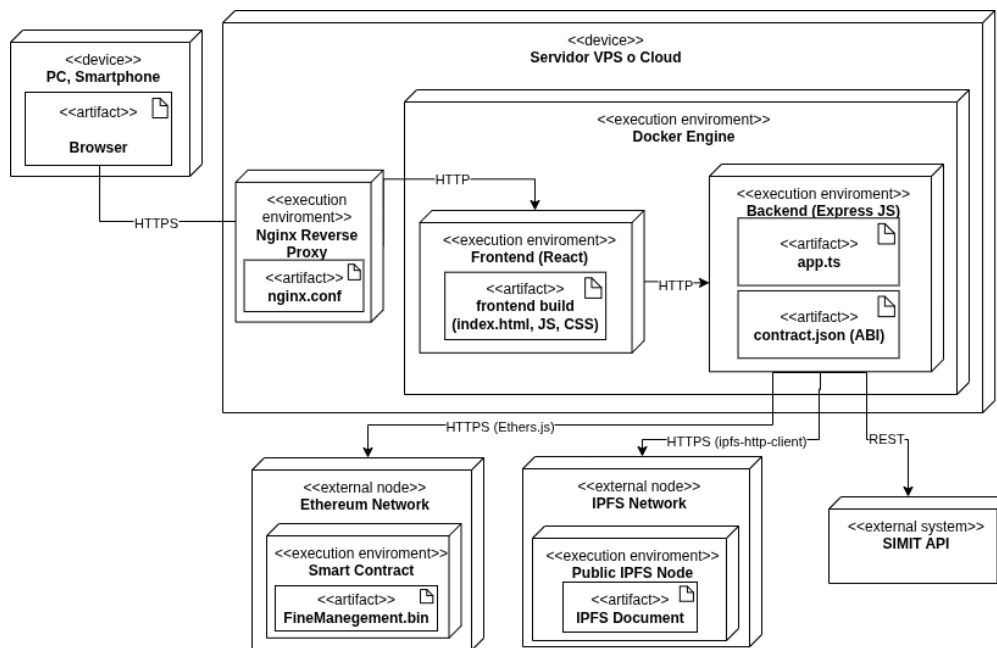 <<device>>
PC, Smartphone
<<artifact>>
Browser
HTTPS
<<device>>
Servidor VPS o Cloud
<<execution
enviroment>>
Nginx Reverse
Proxy
<<artifact>>
nginx.conf
HTTP
<<execution enviroment>>
Docker Engine
<<execution enviroment>>
Frontend (React)
<<artifact>>
frontend build
(index.html, JS, CSS)
HTTP
<<execution enviroment>>
Backend (Express JS)
<<artifact>>
app.ts
<<artifact>>
contract.json (ABI)
HTTPS (Ethers.js)
HTTPS (ipfs-http-client)
REST
<<external node>>
Ethereum Network
<<execution enviroment>>
Smart Contract
<<artifact>>
FineManegement.bin
<<external node>>
IPFS Network
<<execution enviroment>>
Public IPFS Node
<<artifact>>
IPFS Document
<<external system>>
SIMIT API